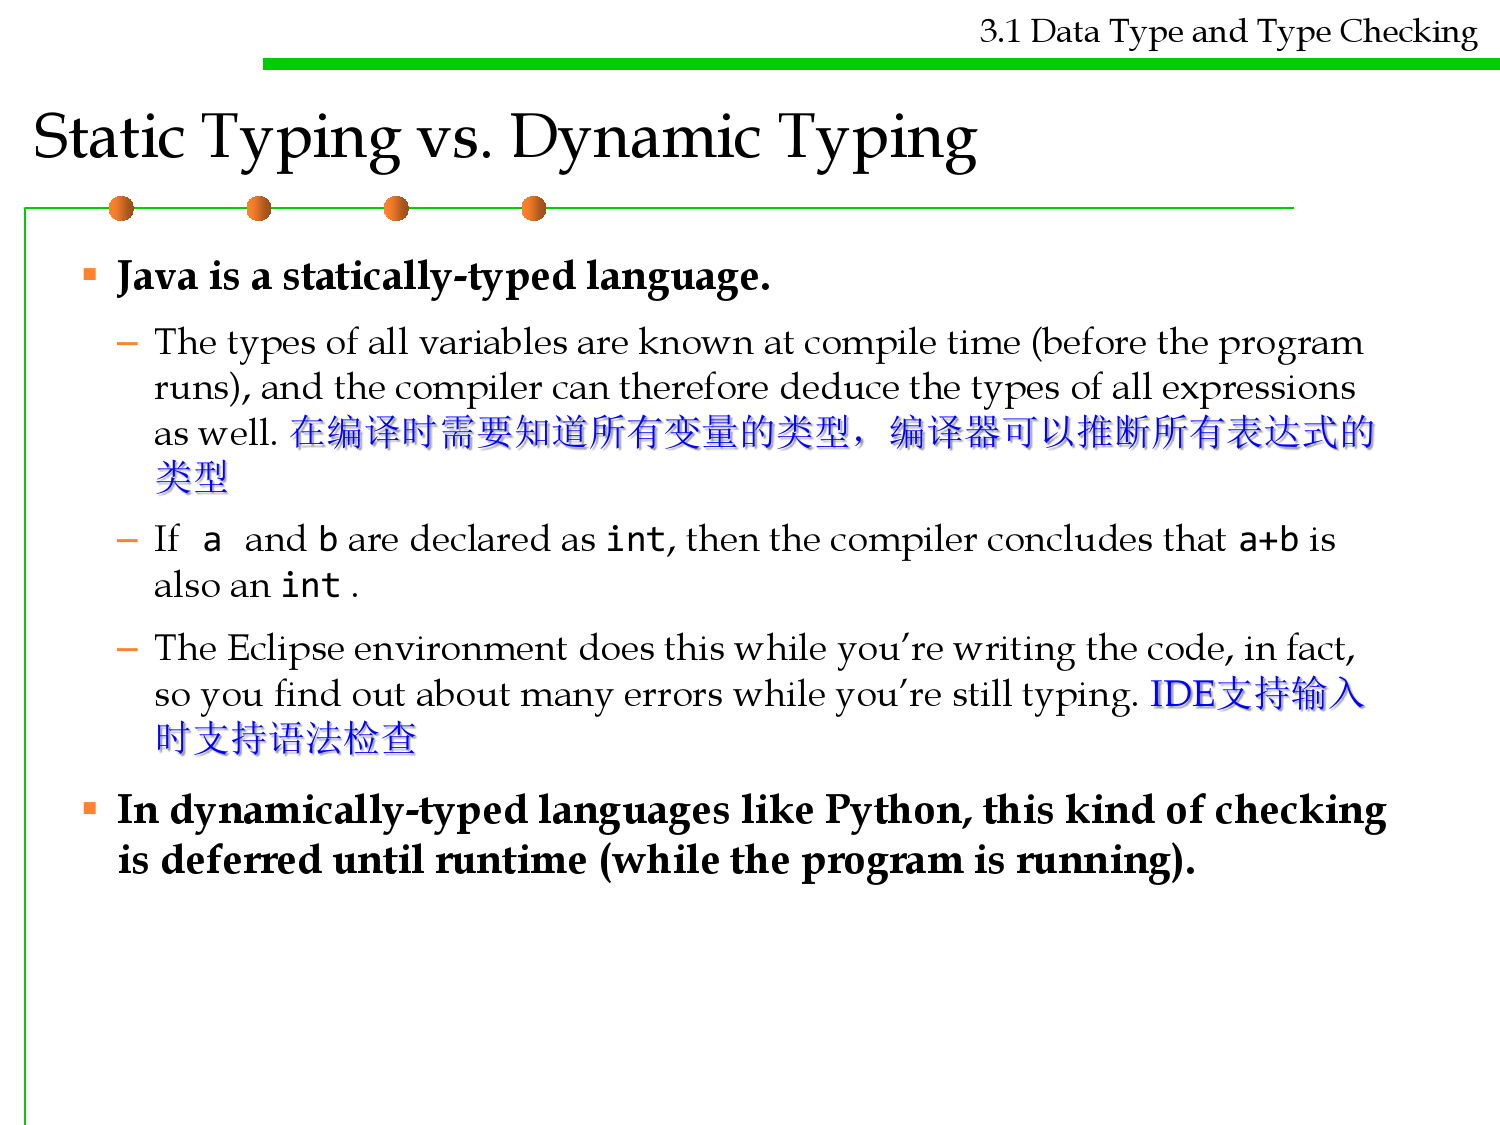 3.1 Data Type and Type Checking
Static Typing vs. Dynamic Typing
▪ Java is a statically-typed language.
– The types of all variables are known at compile time (before the program
runs), and the compiler can therefore deduce the types of all expressions
as well. 在编译时需要知道所有变量的类型，编译器可以推断所有表达式的
类型
– If a and b are declared as int, then the compiler concludes that a+b is
also an int .
– The Eclipse environment does this while you’re writing the code, in fact,
so you find out about many errors while you’re still typing. IDE支持输入
时支持语法检查
▪ In dynamically-typed languages like Python, this kind of checking
is deferred until runtime (while the program is running).